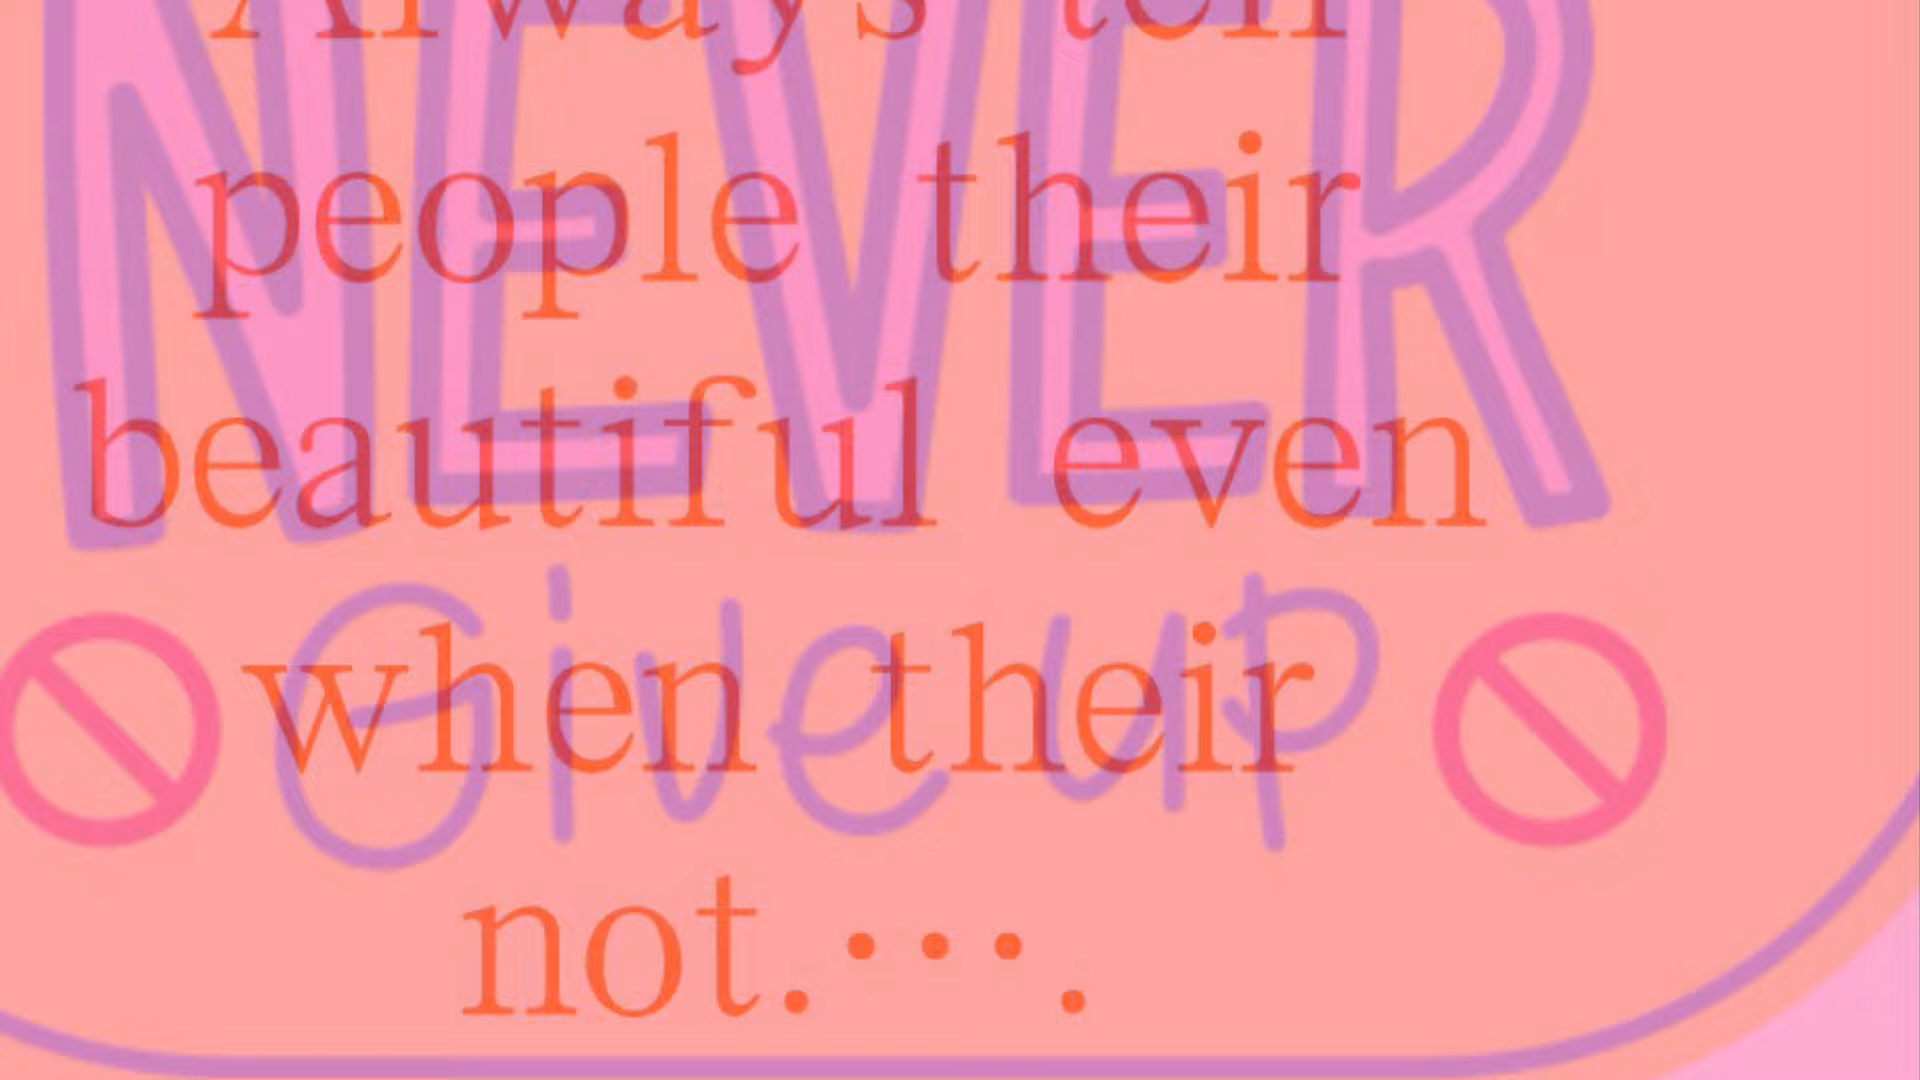 Always tell
people their
beautiful even
when their
not.···.
NEVER
Give up